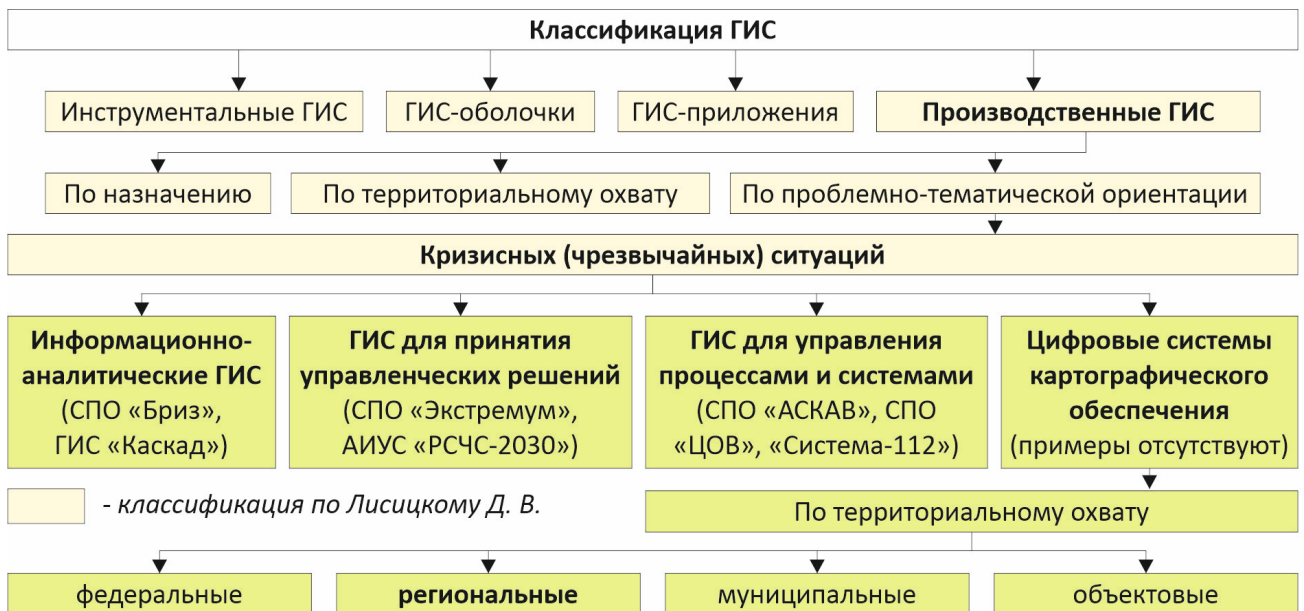 Классификация ГИС
Инструментальные ГИС
ГИС-оболочки
ГИС-приложения
Производственные ГИС
По назначению
По территориальному охвату
По проблемно-тематической ориентации
Кризисных (чрезвычайных) ситуаций
Информационно-
аналитические ГИС
(СПО «Бриз»,
ГИС «Каскад»)
ГИС для принятия
управленческих решений
(СПО «Экстремум»,
АИУС «РСЧС-2030»)
ГИС для управления
процессами и системами
(СПО «АСКАВ», СПО
«ЦОВ», «Система-112»)
Цифровые системы
картографического
обеспечения
(примеры отсутствуют)
- классификация по Лисицкому Д. В.
По территориальному охвату
федеральные
региональные
муниципальные
объектовые